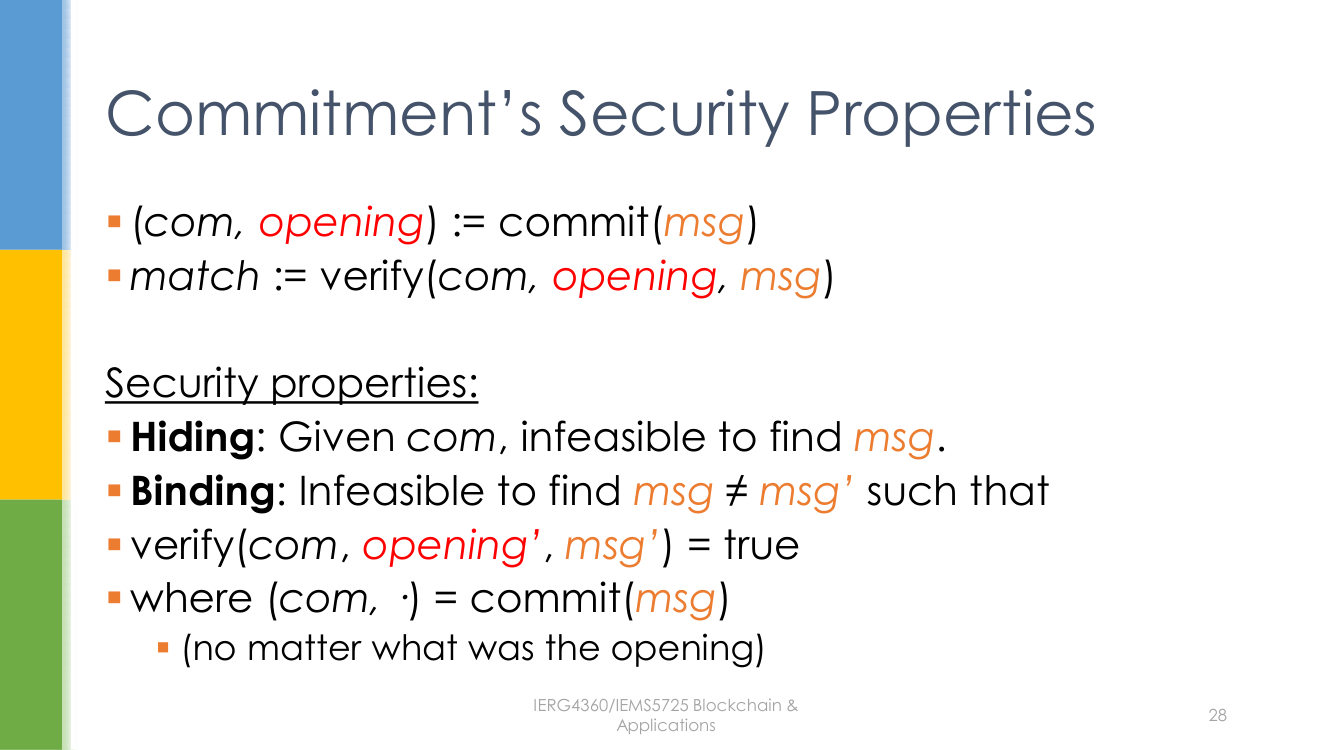 Commitment’s Security Properties
▪ (com, opening) := commit(msg)
▪ match := verify(com, opening, msg)
Security properties:
▪ Hiding: Given com, infeasible to find msg.
▪ Binding: Infeasible to find msg ≠ msg’ such that
▪ verify(com, opening’, msg’) = true
▪ where (com, ·) = commit(msg)
▪ (no matter what was the opening)
IERG4360/IEMS5725 Blockchain &
Applications
28